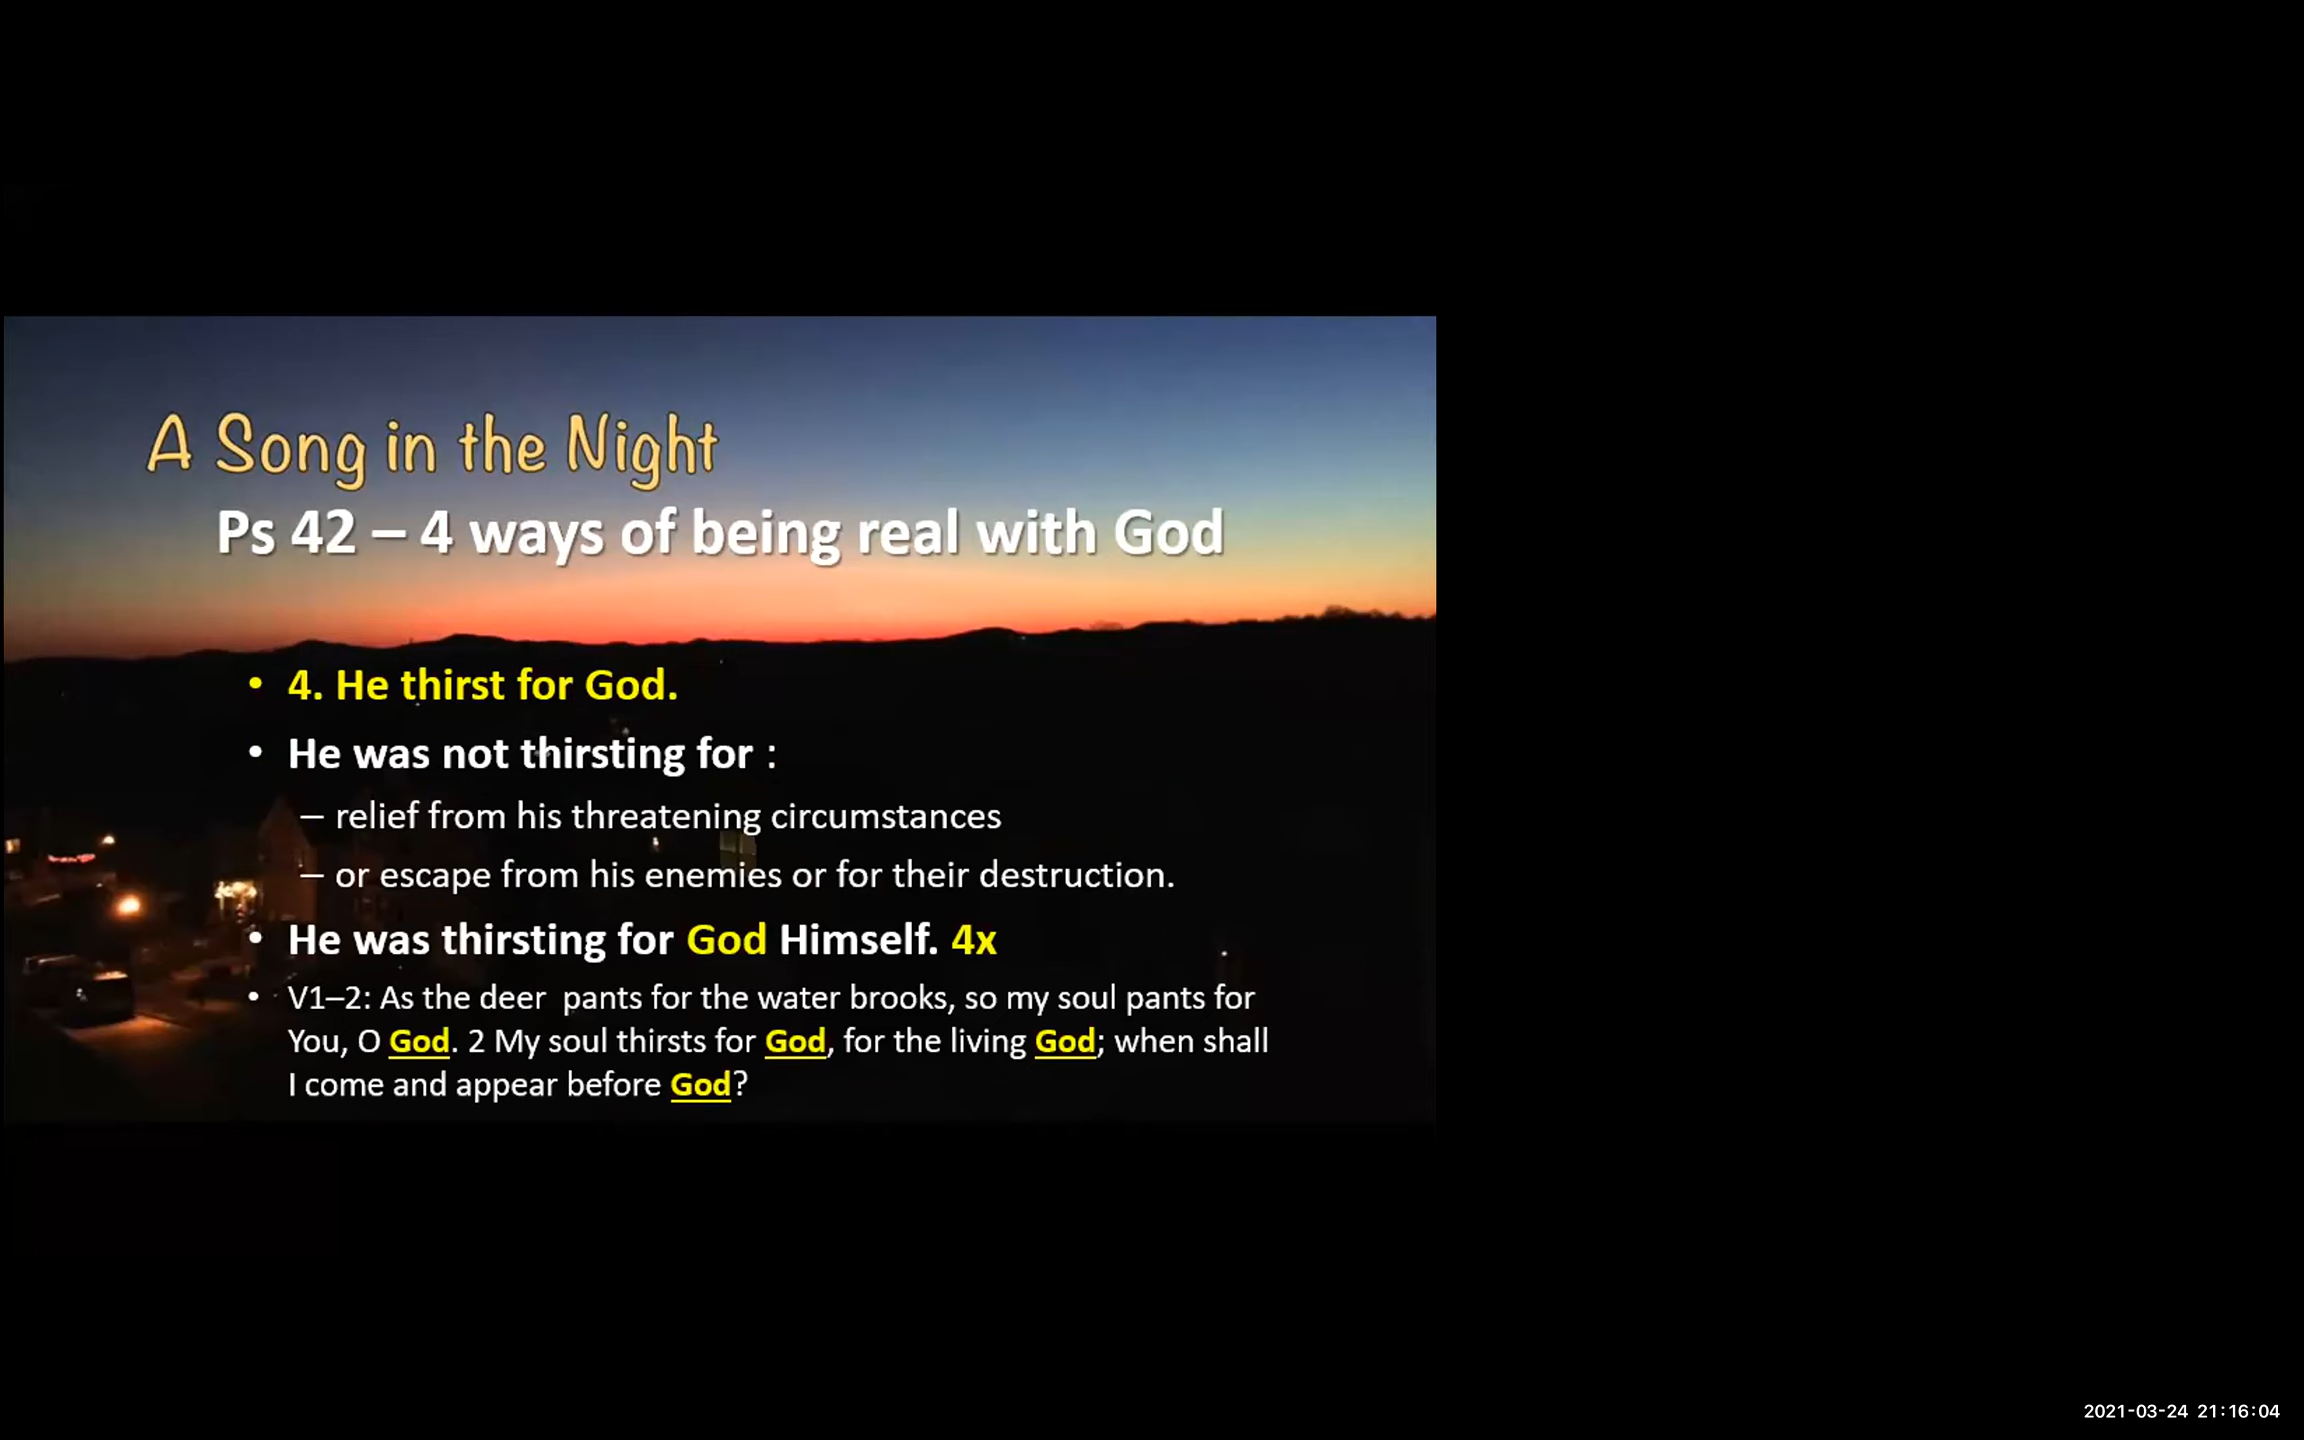 A Song in the Night
Ps 42 – 4 ways of being real with God
• 4. He thirst for God.
• He was not thirsting for :
– relief from his threatening circumstances
– or escape from his enemies or for their destruction.
• He was thirsting for God Himself. 4x
• V1–2: As the deer  pants for the water brooks, so my soul pants for
You, O God. 2 My soul thirsts for God, for the living God; when shall
I come and appear before God?
2021-03-24 21:16:04